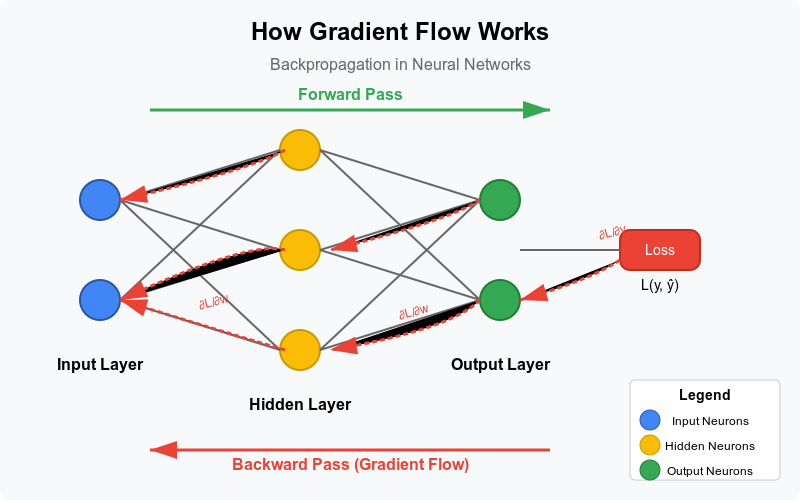 How Gradient Flow Works
Backpropagation in Neural Networks
Forward Pass
∂L/∂y
Loss
L(y, ŷ)
∂L/∂w
∂L/∂w
Input Layer
Output Layer
Hidden Layer
Legend
Input Neurons
Hidden Neurons
Output Neurons
Backward Pass (Gradient Flow)